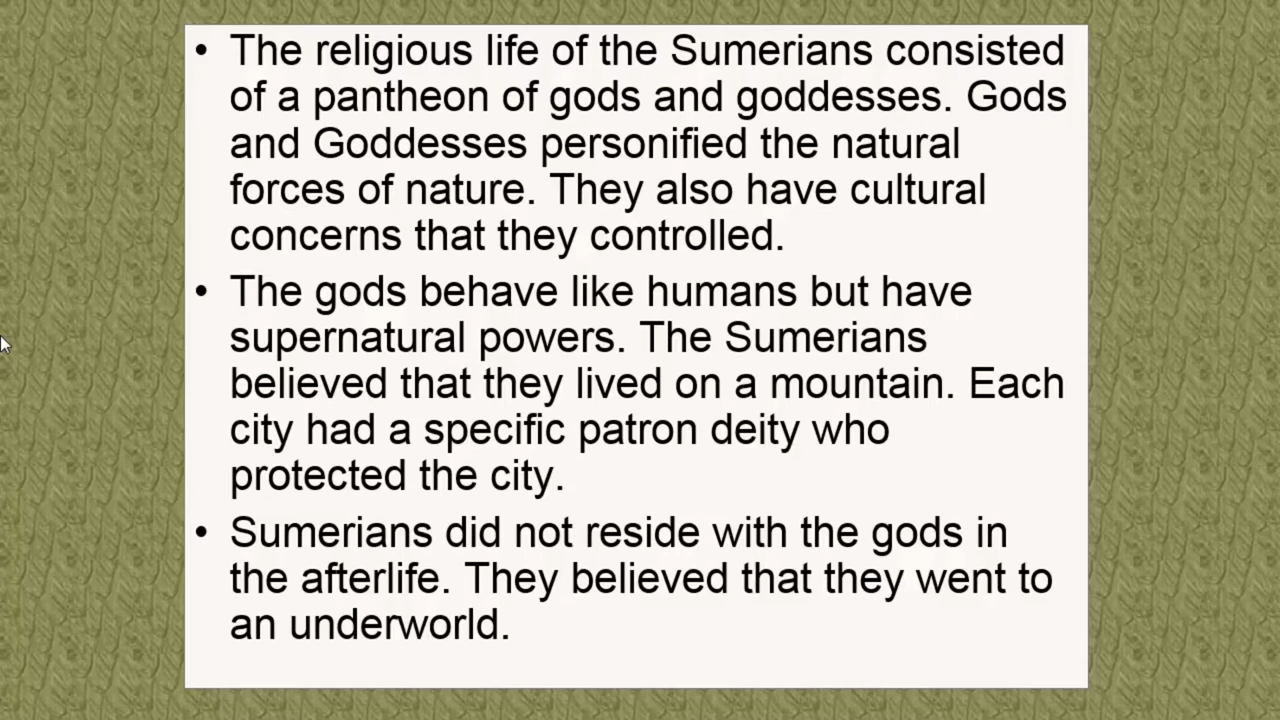 • The religious life of the Sumerians consisted
of a pantheon of gods and goddesses. Gods
and Goddesses personified the natural
forces of nature. They also have cultural
concerns that they controlled.
• The gods behave like humans but have
supernatural powers. The Sumerians
believed that they lived on a mountain. Each
city had a specific patron deity who
protected the city.
• Sumerians did not reside with the gods in
the afterlife. They believed that they went to
an underworld.